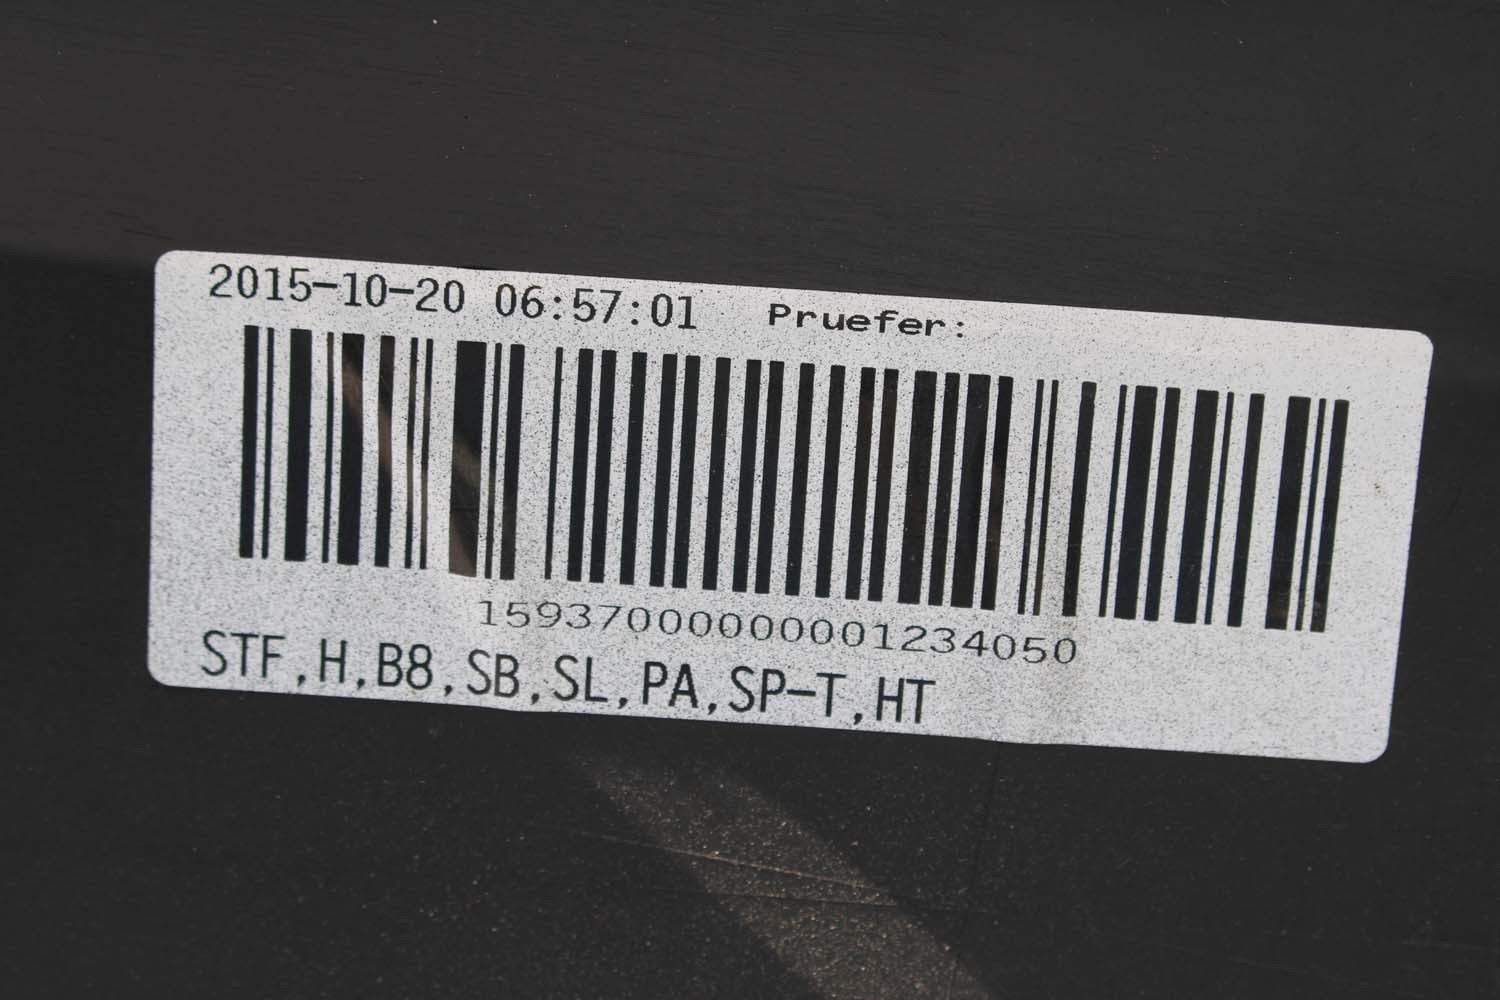 2015-10-20 06:57:01 Pruefer:
15937000000001234050
STF,H,B8,SB,SL,PA,SP-T,HT